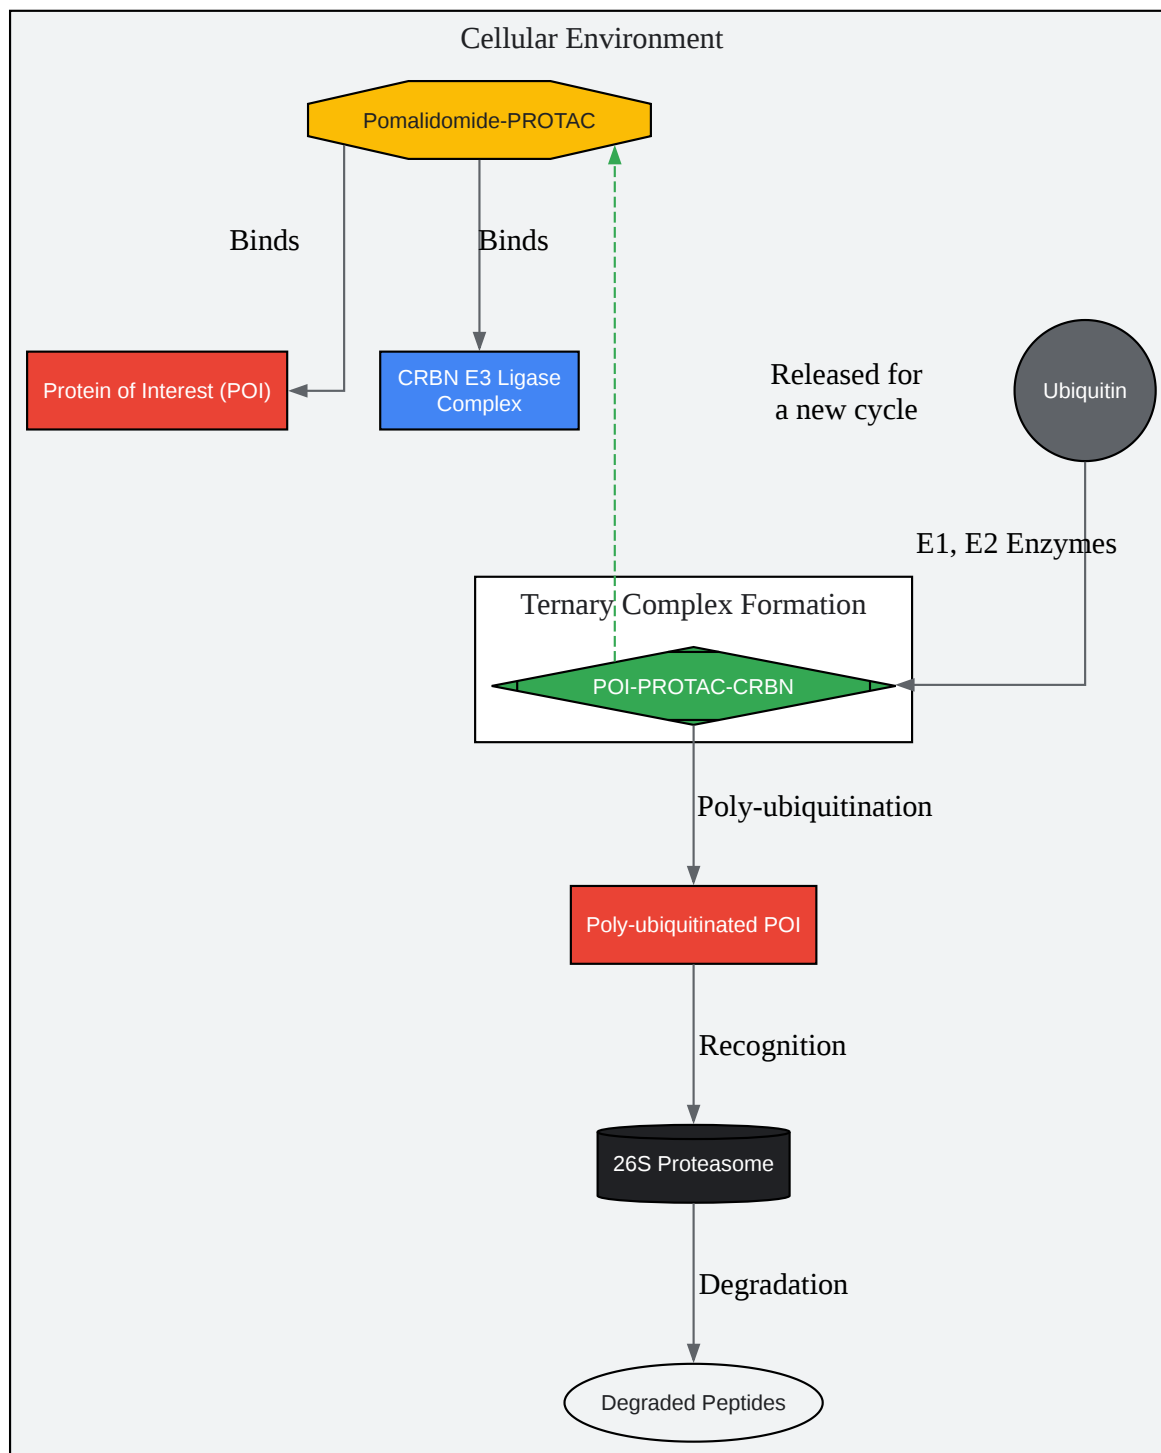 Cellular Environment
Pomalidomide-PROTAC
Binds
Binds
Protein of Interest (POI)
CRBN E3 Ligase
Complex
Released for
a new cycle
Ubiquitin
E1, E2 Enzymes
Ternary Complex Formation
POI-PROTAC-CRBN
Poly-ubiquitination
Poly-ubiquitinated POI
Recognition
26S Proteasome
Degradation
Degraded Peptides